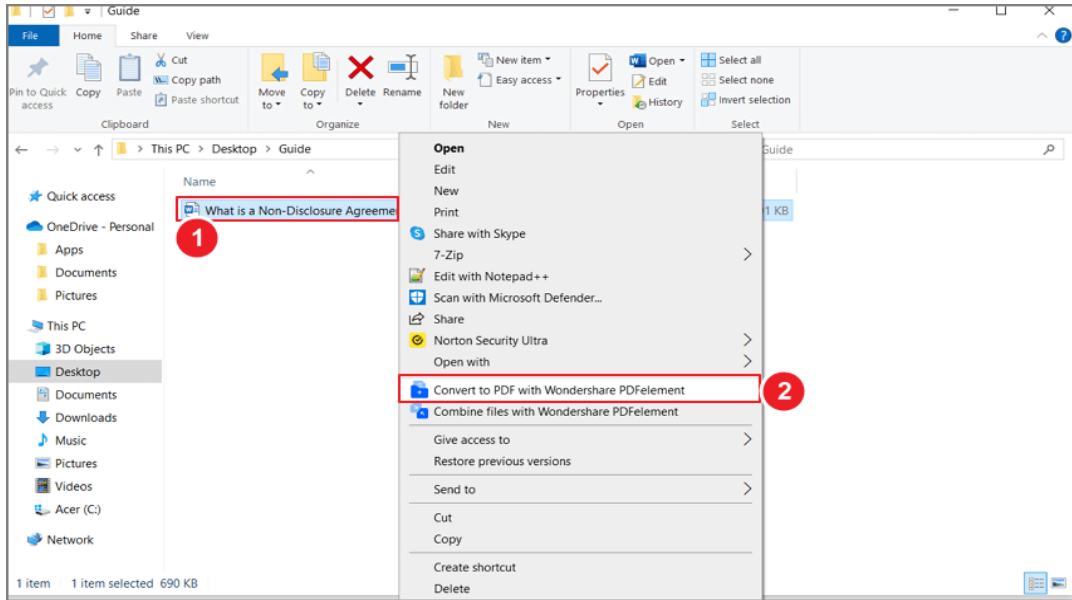 Guide
File Home Share View
Pin to Quick access
Copy
Paste
Cut
Copy path
Paste shortcut
Clipboard
Move to
Copy to
Delete
Rename
Organize
New folder
New item
Easy access
New
Properties
Open
Edit
History
Open
Select all
Select none
Invert selection
Select
This PC > Desktop > Guide
Guide
Quick access
OneDrive - Personal
Apps
Documents
Pictures
This PC
3D Objects
Desktop
Documents
Downloads
Music
Pictures
Videos
Acer (C:)
Network
Name
What is a Non-Disclosure
1
KB
Open
Edit
New
Print
Share with Skype
7-Zip
Edit with Notepad++
Scan with Microsoft Defender...
Share
Norton Security Ultra
Open with
Convert to PDF with Wondershare PDFelement
2
Combine files with Wondershare PDFelement
Give access to
Restore previous versions
Send to
Cut
Copy
Create shortcut
Delete
1 item 1 item selected 690 KB